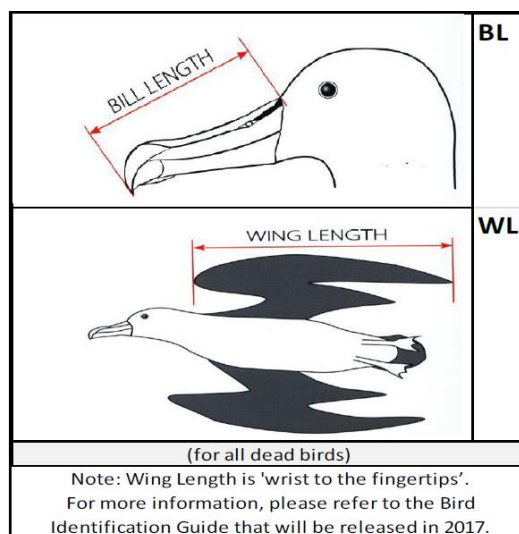 BL
BILL LENGTH
WL
WING LENGTH
(for all dead birds)
Note: Wing Length is 'wrist to the fingertips’.
For more information, please refer to the Bird
Identification Guide that will be released in 2017.